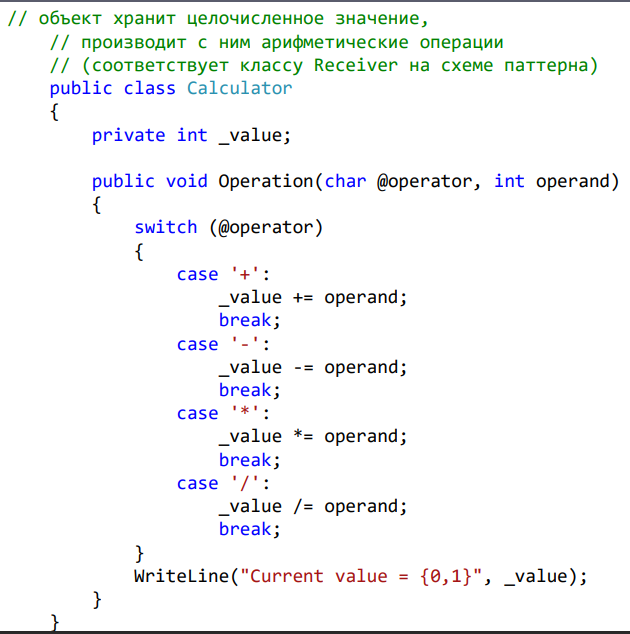 // объект хранит целочисленное значение,
// производит с ним арифметические операции
// (соответствует классу Receiver на схеме паттерна)
public class Calculator
{
private int _value;
public void Operation(char @operator, int operand)
{
switch (@operator)
{
case '+':
_value += operand;
break;
case '-':
_value -= operand;
break;
case '*':
_value *= operand;
break;
case '/':
_value /= operand;
break;
}
WriteLine("Current value = {0,1}", _value);
}
}